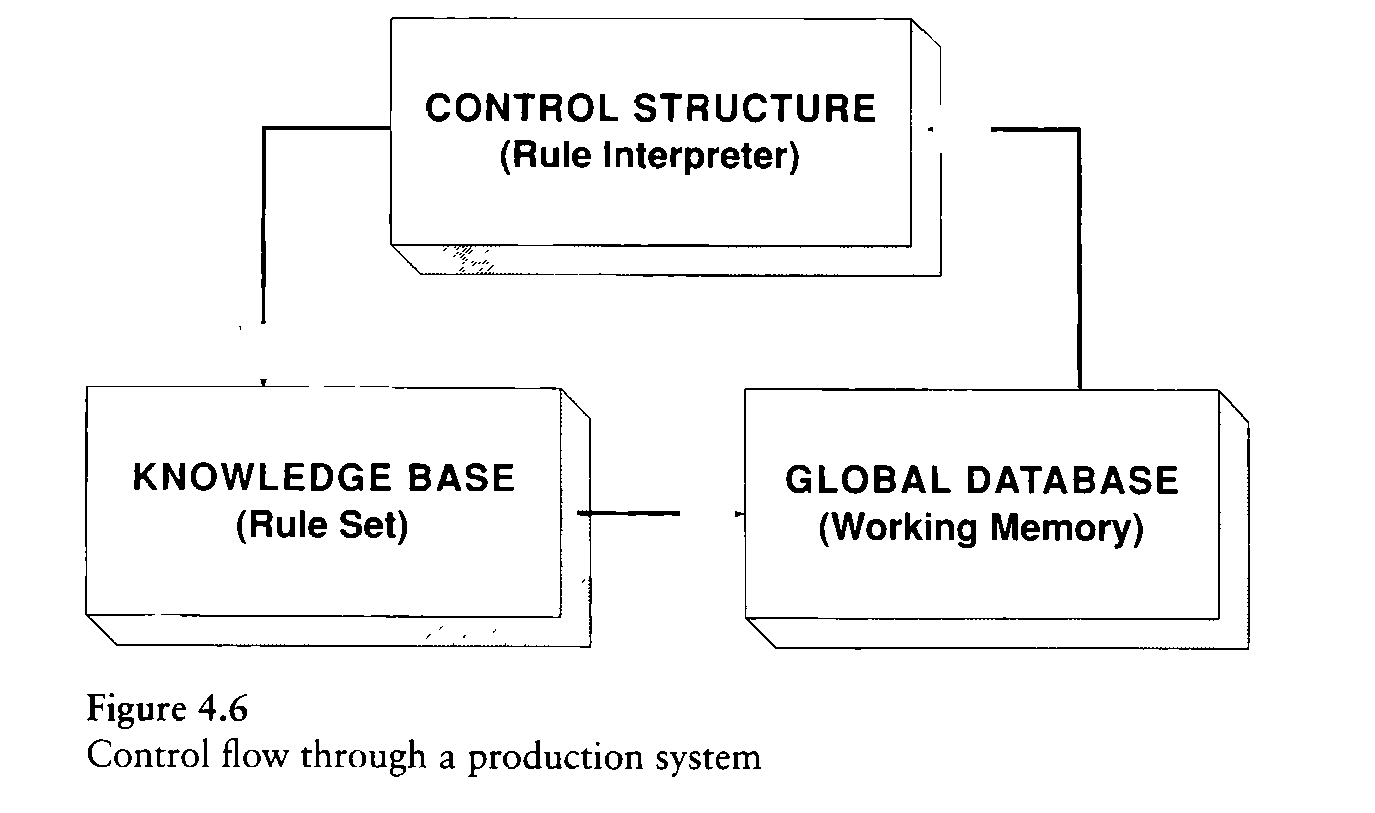 CONTROL STRUCTURE
(Rule Interpreter)
KNOWLEDGE BASE
(Rule Set)
GLOBAL DATABASE
(Working Memory)
Figure 4.6
Control flow through a production system